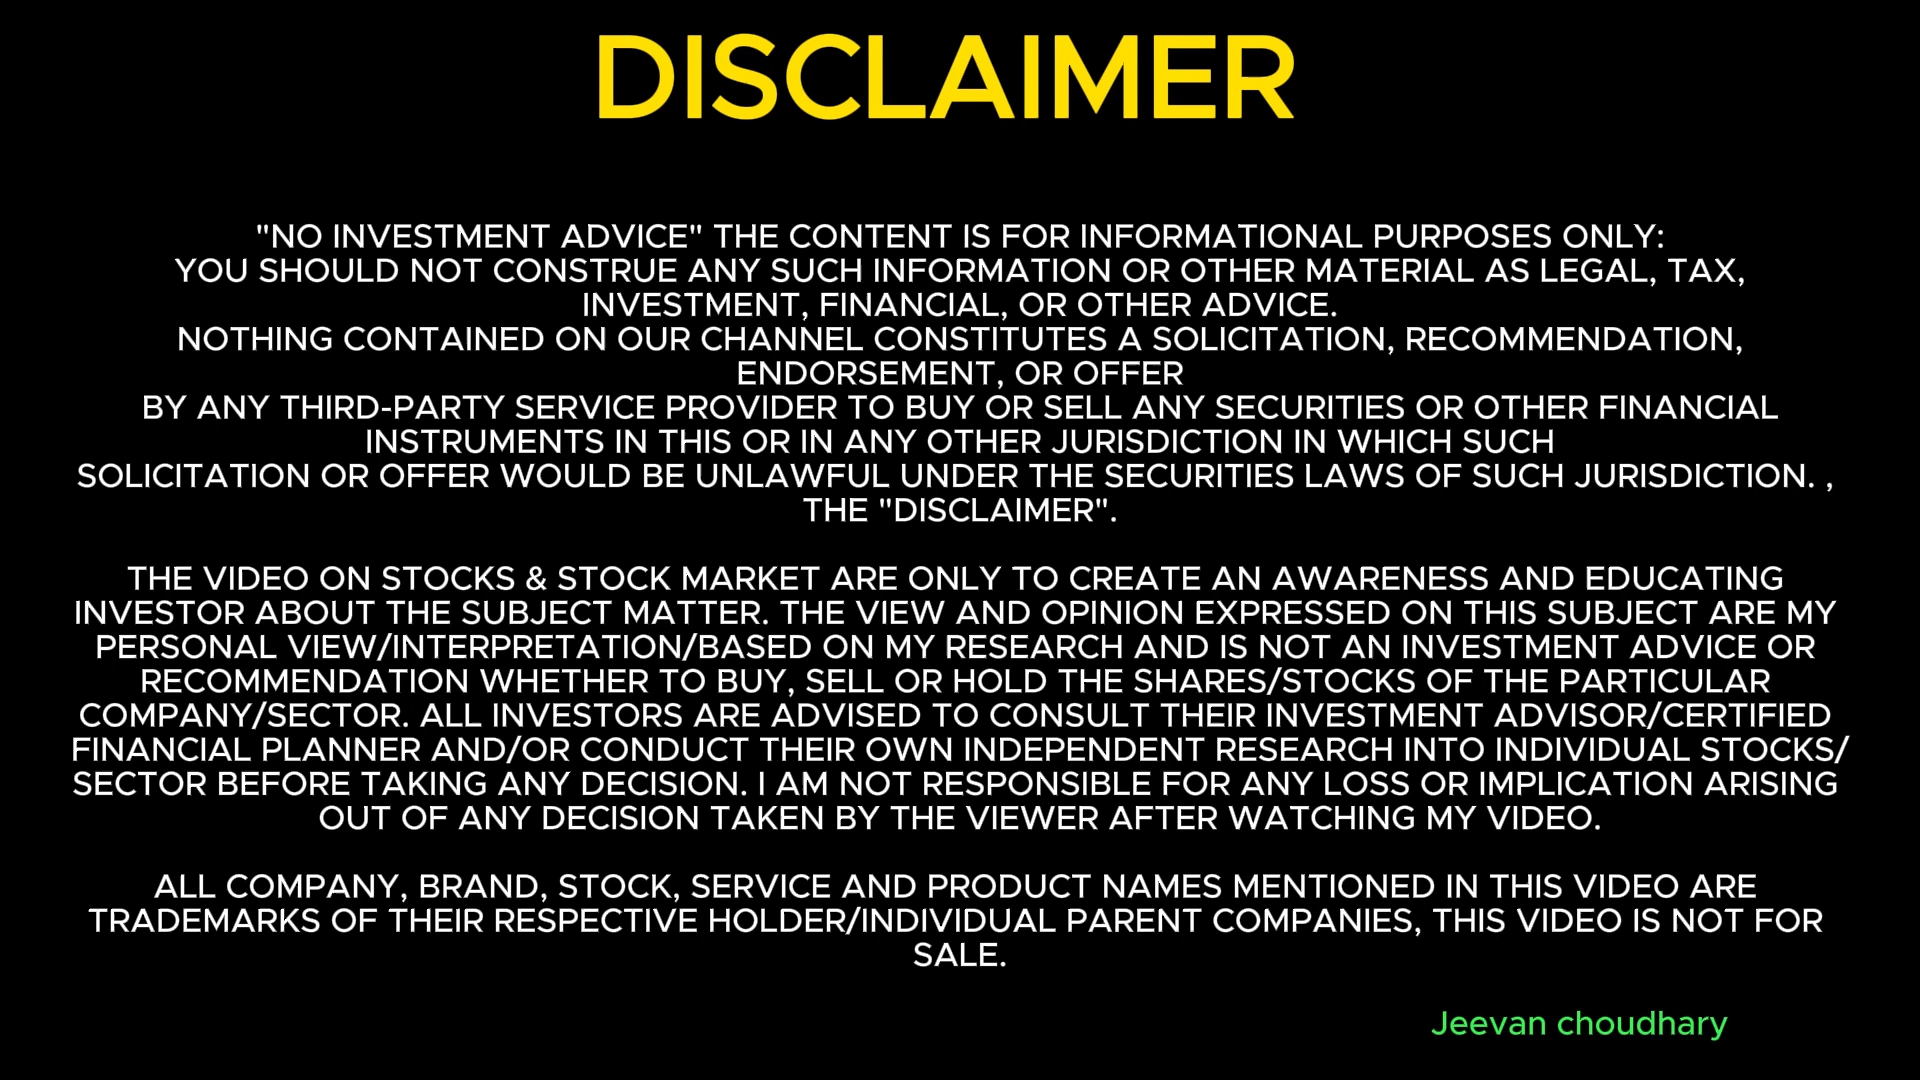 DISCLAIMER
"NO INVESTMENT ADVICE" THE CONTENT IS FOR INFORMATIONAL PURPOSES ONLY:
YOU SHOULD NOT CONSTRUE ANY SUCH INFORMATION OR OTHER MATERIAL AS LEGAL, TAX,
INVESTMENT, FINANCIAL, OR OTHER ADVICE.
NOTHING CONTAINED ON OUR CHANNEL CONSTITUTES A SOLICITATION, RECOMMENDATION,
ENDORSEMENT, OR OFFER
BY ANY THIRD-PARTY SERVICE PROVIDER TO BUY OR SELL ANY SECURITIES OR OTHER FINANCIAL
INSTRUMENTS IN THIS OR IN ANY OTHER JURISDICTION IN WHICH SUCH
SOLICITATION OR OFFER WOULD BE UNLAWFUL UNDER THE SECURITIES LAWS OF SUCH JURISDICTION. ,
THE "DISCLAIMER".
THE VIDEO ON STOCKS & STOCK MARKET ARE ONLY TO CREATE AN AWARENESS AND EDUCATING
INVESTOR ABOUT THE SUBJECT MATTER. THE VIEW AND OPINION EXPRESSED ON THIS SUBJECT ARE MY
PERSONAL VIEW/INTERPRETATION/BASED ON MY RESEARCH AND IS NOT AN INVESTMENT ADVICE OR
RECOMMENDATION WHETHER TO BUY, SELL OR HOLD THE SHARES/STOCKS OF THE PARTICULAR
COMPANY/SECTOR. ALL INVESTORS ARE ADVISED TO CONSULT THEIR INVESTMENT ADVISOR/CERTIFIED
FINANCIAL PLANNER AND/OR CONDUCT THEIR OWN INDEPENDENT RESEARCH INTO INDIVIDUAL STOCKS/
SECTOR BEFORE TAKING ANY DECISION. I AM NOT RESPONSIBLE FOR ANY LOSS OR IMPLICATION ARISING
OUT OF ANY DECISION TAKEN BY THE VIEWER AFTER WATCHING MY VIDEO.
ALL COMPANY, BRAND, STOCK, SERVICE AND PRODUCT NAMES MENTIONED IN THIS VIDEO ARE
TRADEMARKS OF THEIR RESPECTIVE HOLDER/INDIVIDUAL PARENT COMPANIES, THIS VIDEO IS NOT FOR
SALE.
Jeevan choudhary